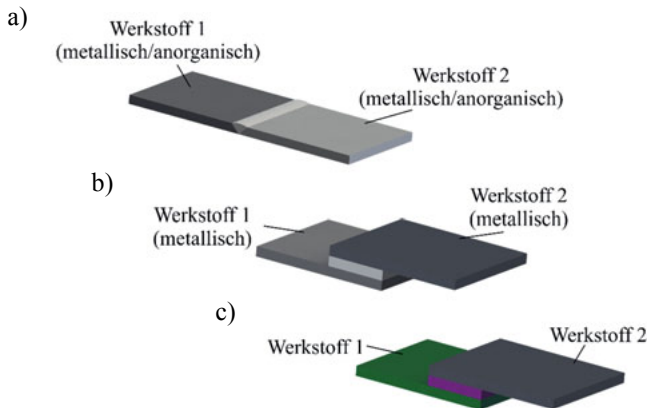 a)
Werkstoff 1
(metallisch/anorganisch)
Werkstoff 2
(metallisch/anorganisch)
b)
Werkstoff 1
(metallisch)
Werkstoff 2
(metallisch)
c)
Werkstoff 1
Werkstoff 2